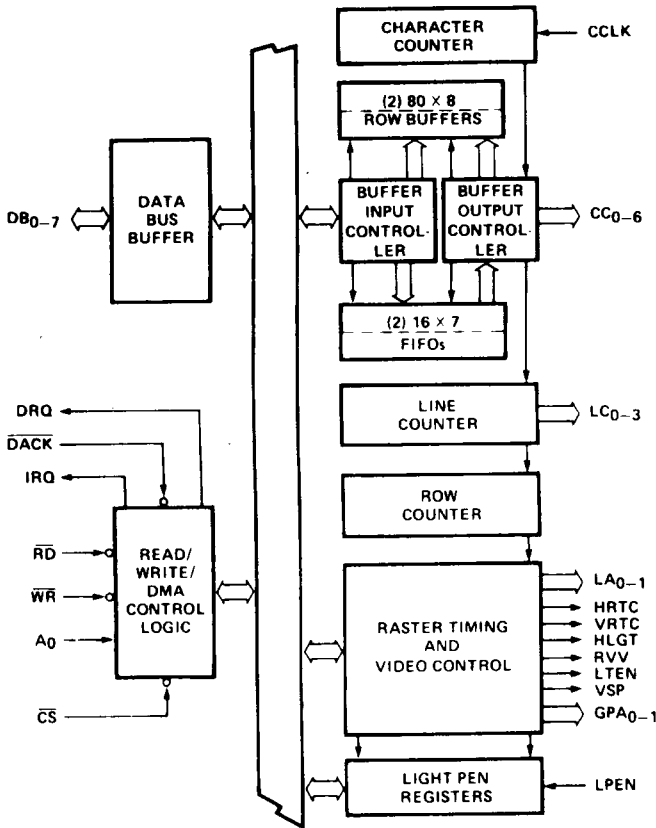 CHARACTER
COUNTER
CCLK
(2) 80 × 8
ROW BUFFERS
DB0–7
DATA
BUS
BUFFER
BUFFER
INPUT
CONTROL-
LER
BUFFER
OUTPUT
CONTROL-
LER
CC0–6
(2) 16 × 7
FIFOs
DRQ
DACK
IRQ
LINE
COUNTER
LC0–3
ROW
COUNTER
RD
WR
A0
CS
READ/
WRITE/
DMA
CONTROL
LOGIC
RASTER TIMING
AND
VIDEO CONTROL
LA0–1
HRTC
VRTC
HLGT
RVV
LTEN
VSP
GPA0–1
LIGHT PEN
REGISTERS
LPEN